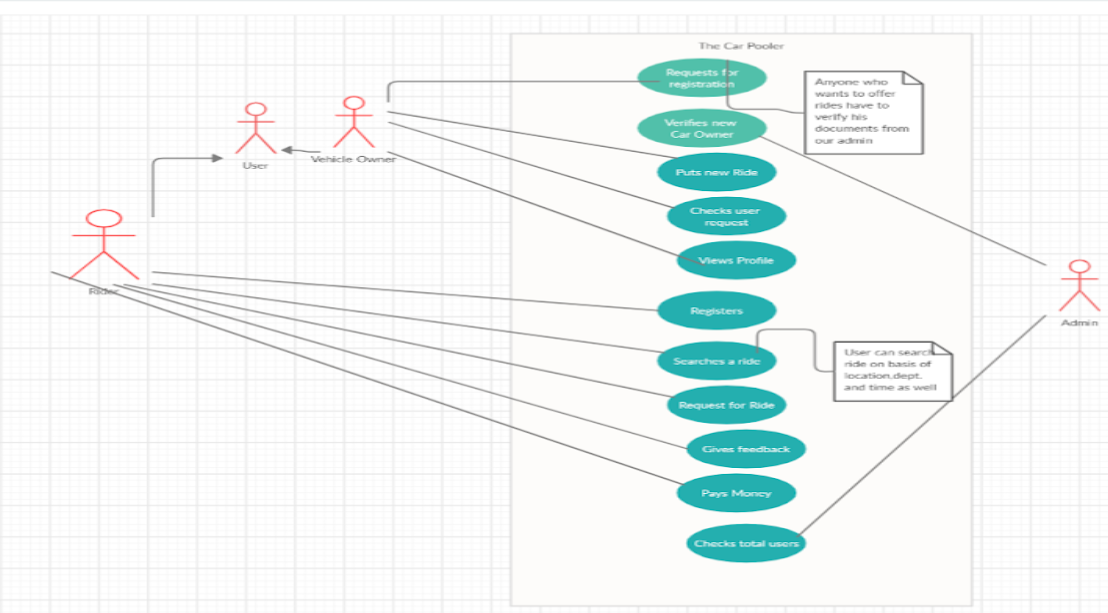 The Car Pooler
Requests for
registration
Anyone who
wants to offer
rides have to
verify his
documents from
our admin
Verifies new
Car Owner
User
Vehicle Owner
Puts new Ride
Checks user
request
Views Profile
Rider
Admin
Registers
Searches a ride
User can search
ride on basis of
location,dept.
and time as well
Request for Ride
Gives feedback
Pays Money
Checks total users